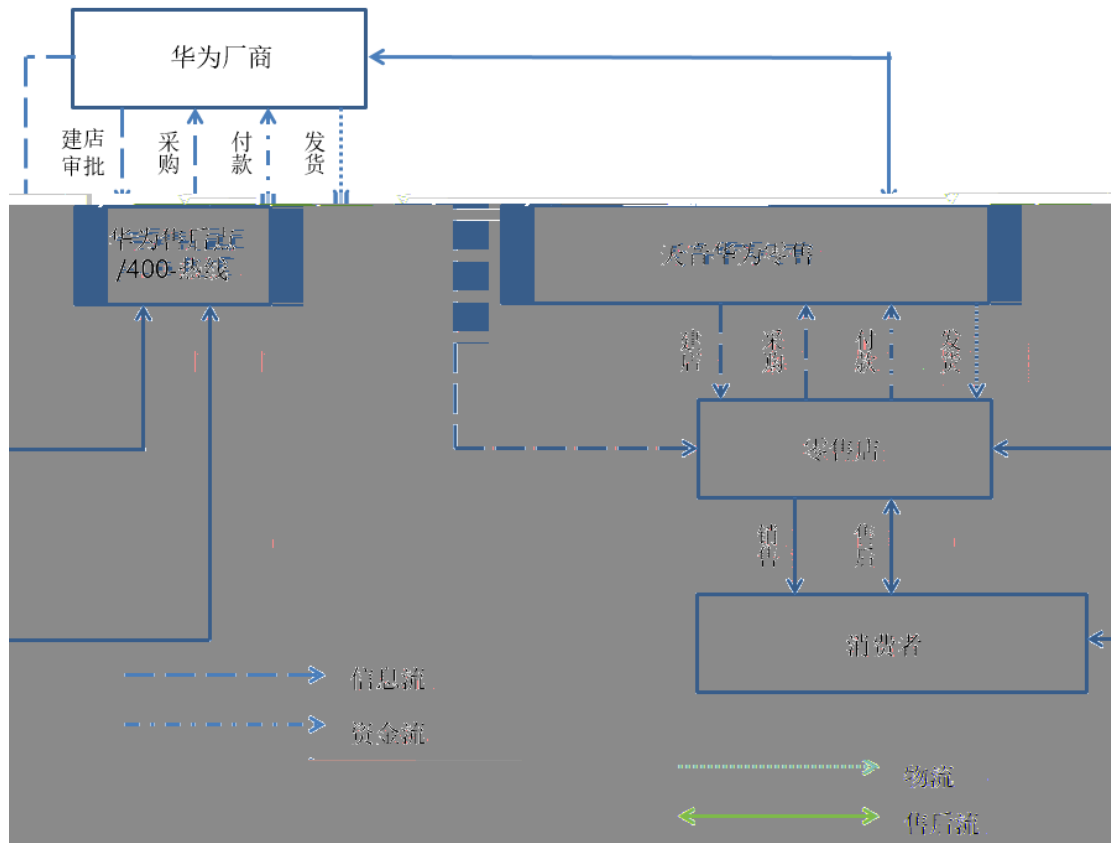 华为厂商
建店
审批
采购
付款
发货
华为售后部
/400-热线
天音华为零售
建店
采购
付款
发货
零售店
销售
售后
消费者
信息流
资金流
物流
售后流